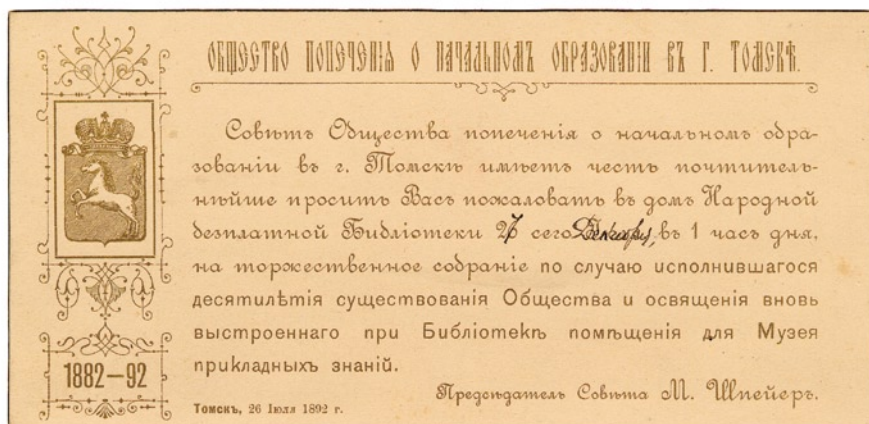 ОБЩЕСТВО ПОПЕЧЕНІЯ О НАЧАЛЬНОМЪ ОБРАЗОВАНІИ ВЪ Г. ТОМСКѢ.
Совѣтъ Общества попеченія о начальномъ обра-
зованіи въ г. Томскѣ имѣетъ честь почтитель-
нѣйше проситъ Васъ пожаловать въ домъ Народной
безплатной Библіотеки 27 сего Декабря, въ 1 часъ дня,
на торжественное собраніе по случаю исполнившагося
десятилѣтія существованія Общества и освященія вновь
выстроеннаго при Библіотекѣ помѣщенія для Музея
прикладныхъ знаній.
1882—92
Предсѣдатель Совѣта М. Шпейеръ.
Томскъ, 26 Іюля 1892 г.